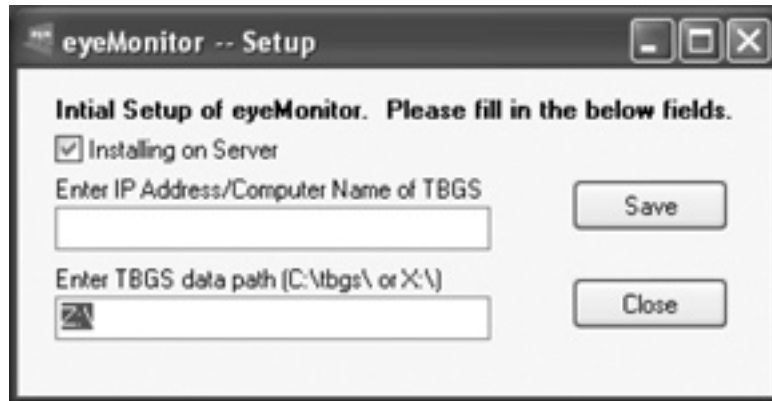 eyeMonitor -- Setup
Intial Setup of eyeMonitor. Please fill in the below fields.
Installing on Server
Enter IP Address/Computer Name of TBGS
Save
Enter TBGS data path (C:\tbgs\ or X:\)
Z:\
Close